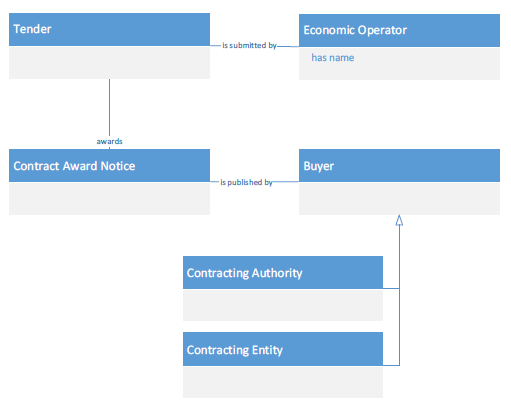 Tender
Economic Operator
is submitted by
has name
awards
Contract Award Notice
Buyer
is published by
Contracting Authority
Contracting Entity